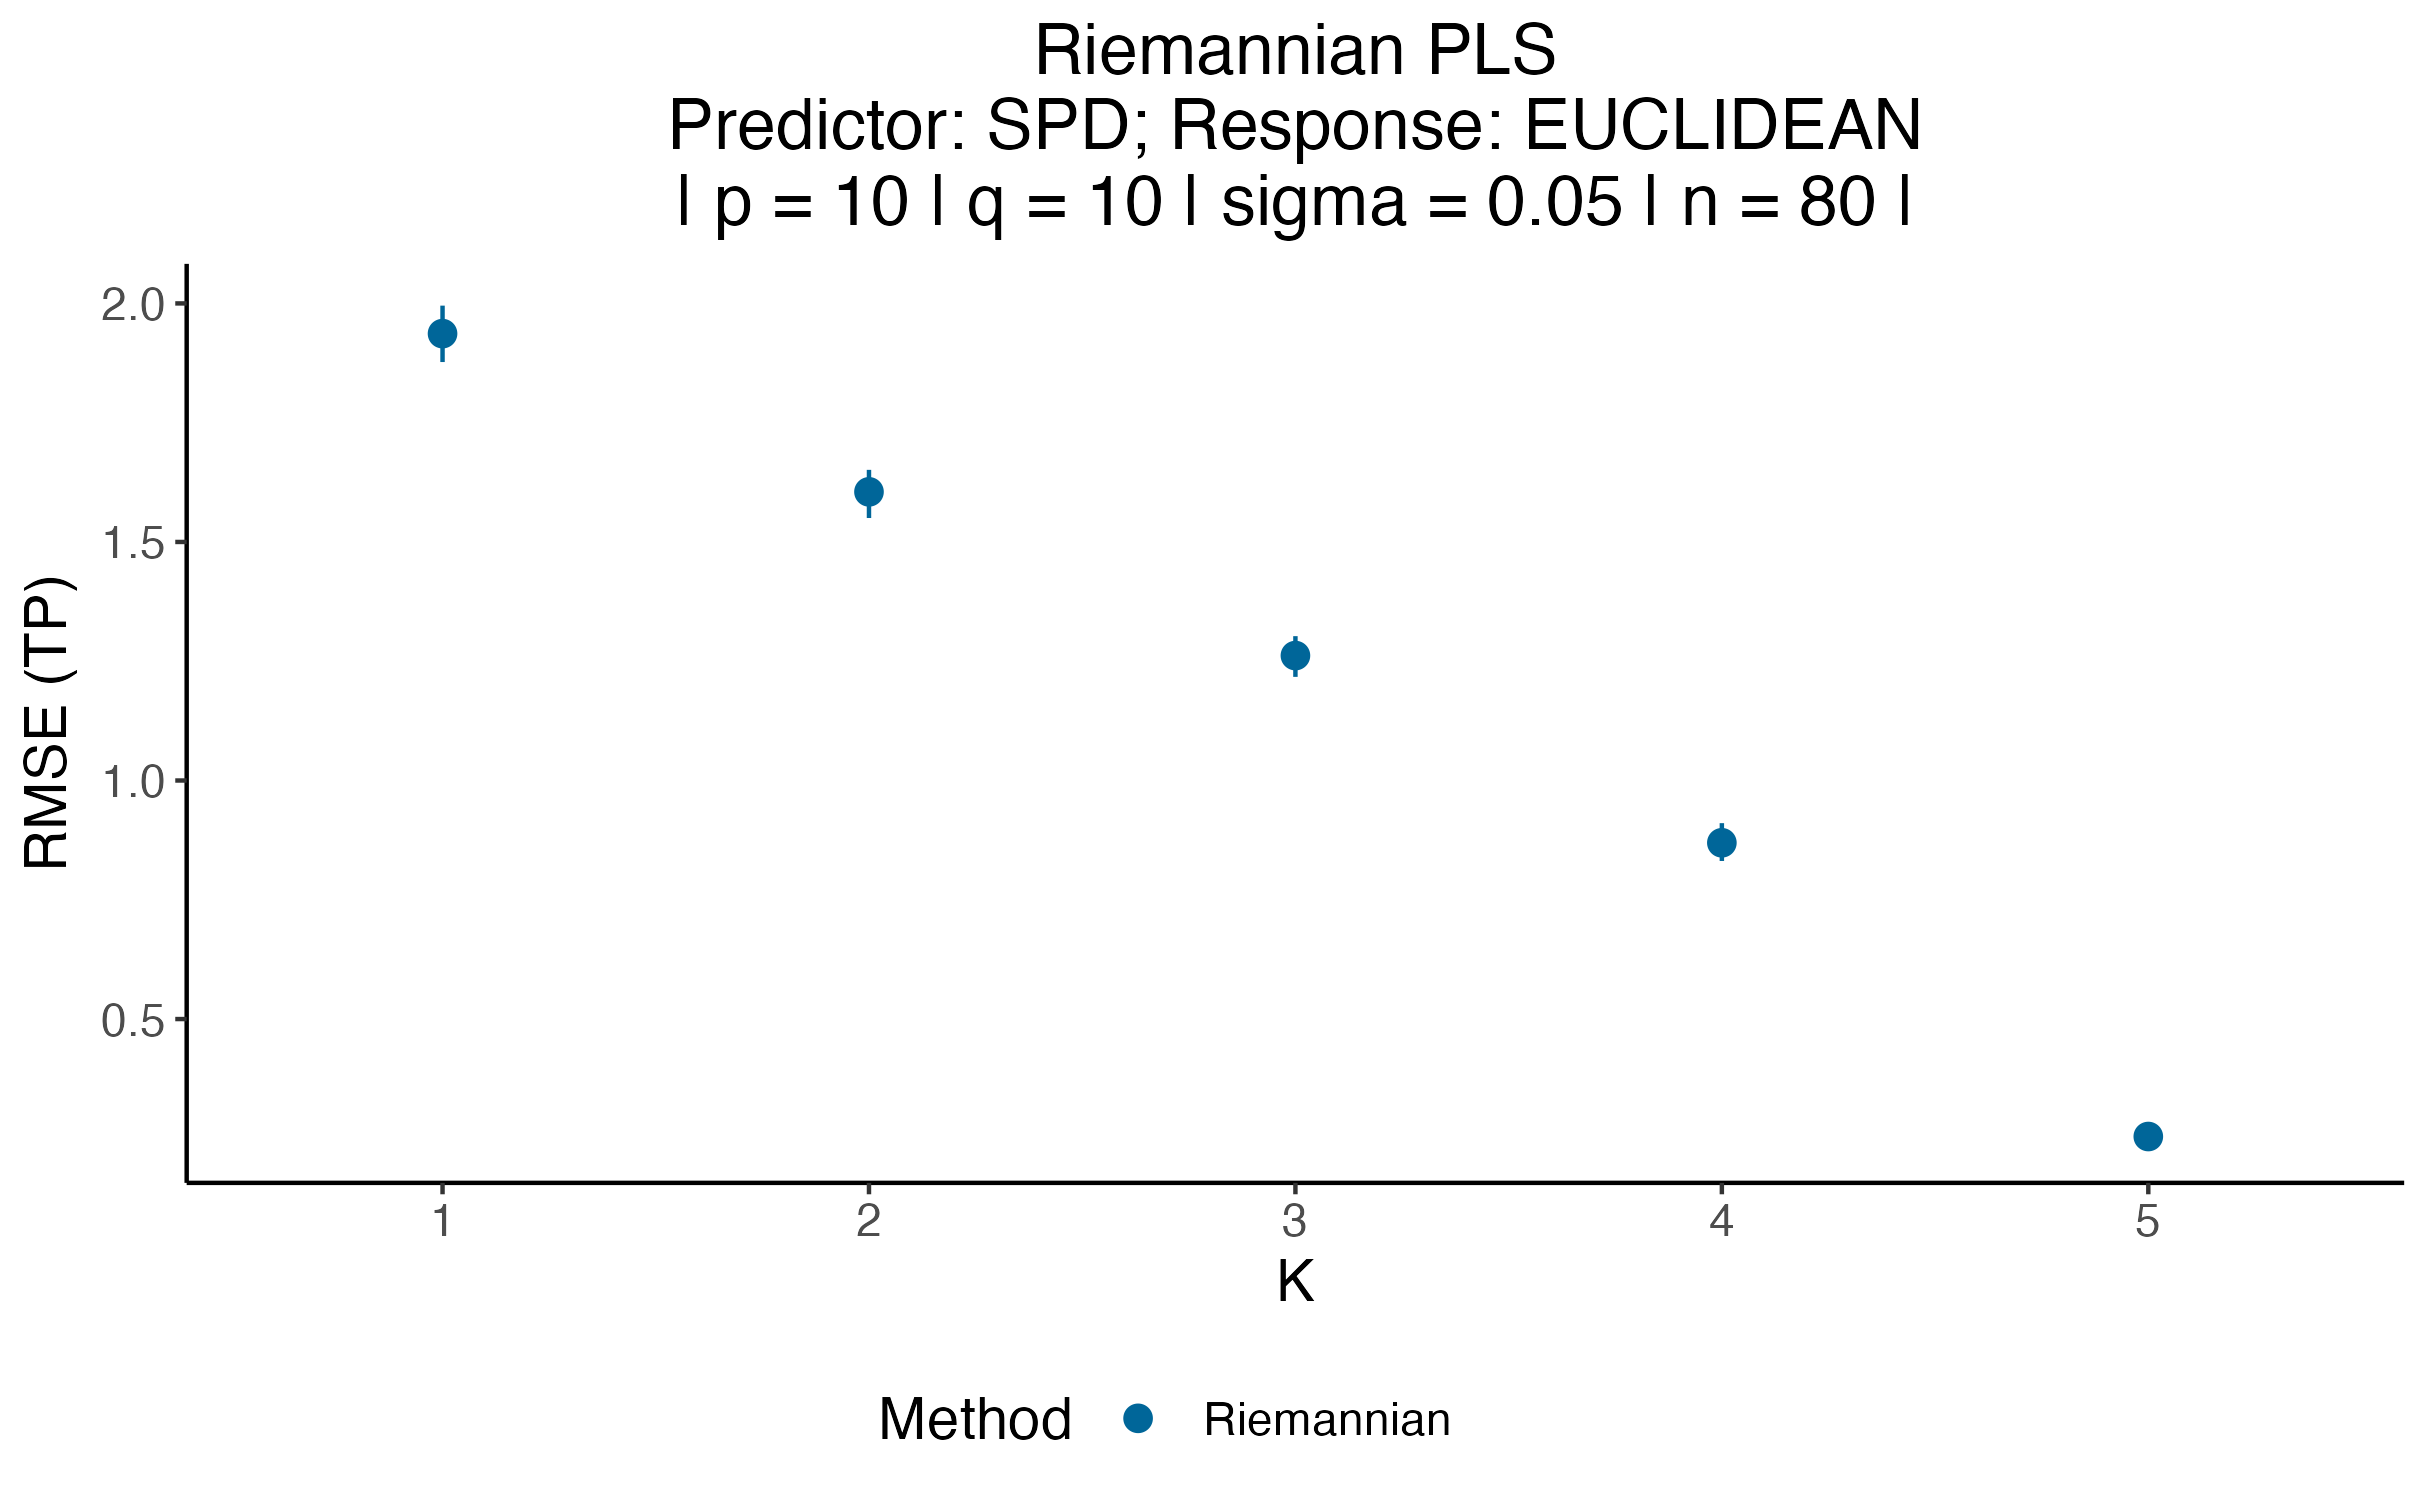 Riemannian PLS
Predictor: SPD; Response: EUCLIDEAN
| p = 10 | q = 10 | sigma = 0.05 | n = 80 |
RMSE (TP)
2.0
1.5
1.0
0.5
1 2 3 4 5
K
Method Riemannian